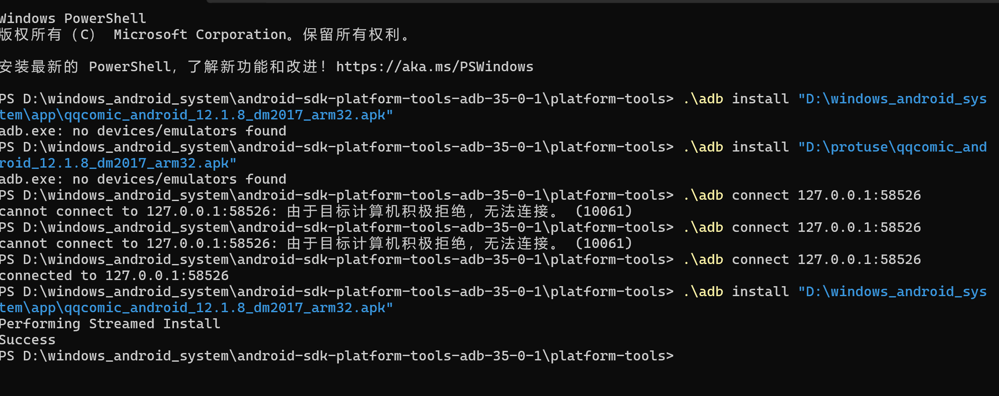 Windows PowerShell
版权所有（C） Microsoft Corporation。保留所有权利。
安装最新的 PowerShell，了解新功能和改进！https://aka.ms/PSWindows
PS D:\windows_android_system\android-sdk-platform-tools-adb-35-0-1\platform-tools> .\adb install "D:\windows_android_sys
tem\app\qqcomic_android_12.1.8_dm2017_arm32.apk"
adb.exe: no devices/emulators found
PS D:\windows_android_system\android-sdk-platform-tools-adb-35-0-1\platform-tools> .\adb install "D:\protuse\qqcomic_and
roid_12.1.8_dm2017_arm32.apk"
adb.exe: no devices/emulators found
PS D:\windows_android_system\android-sdk-platform-tools-adb-35-0-1\platform-tools> .\adb connect 127.0.0.1:58526
cannot connect to 127.0.0.1:58526: 由于目标计算机积极拒绝，无法连接。 (10061)
PS D:\windows_android_system\android-sdk-platform-tools-adb-35-0-1\platform-tools> .\adb connect 127.0.0.1:58526
cannot connect to 127.0.0.1:58526: 由于目标计算机积极拒绝，无法连接。 (10061)
PS D:\windows_android_system\android-sdk-platform-tools-adb-35-0-1\platform-tools> .\adb connect 127.0.0.1:58526
connected to 127.0.0.1:58526
PS D:\windows_android_system\android-sdk-platform-tools-adb-35-0-1\platform-tools> .\adb install "D:\windows_android_sys
tem\app\qqcomic_android_12.1.8_dm2017_arm32.apk"
Performing Streamed Install
Success
PS D:\windows_android_system\android-sdk-platform-tools-adb-35-0-1\platform-tools>